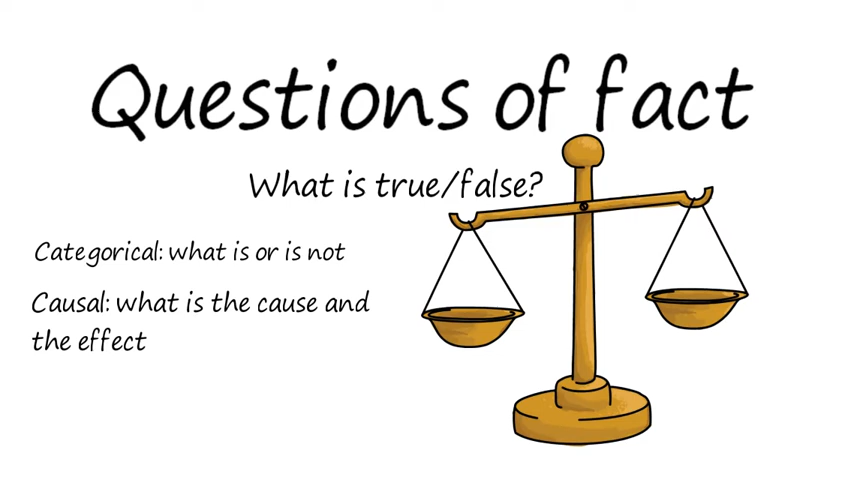 Questions of fact
What is true/false?
Categorical: what is or is not
Causal: what is the cause and
the effect